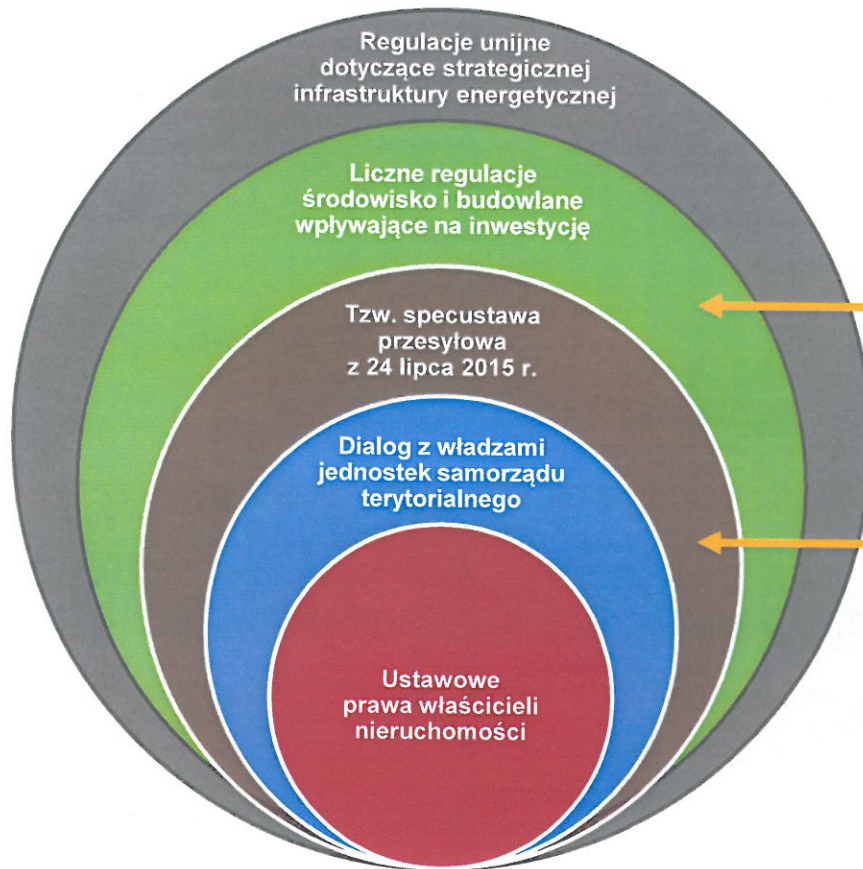 Regulacje unijne
dotyczące strategicznej
infrastruktury energetycznej
Liczne regulacje
środowisko i budowlane
wpływające na inwestycję
Tzw. specustawa
przesyłowa
z 24 lipca 2015 r.
Dialog z władzami
jednostek samorządu
terytorialnego
Ustawowe
prawa właścicieli
nieruchomości